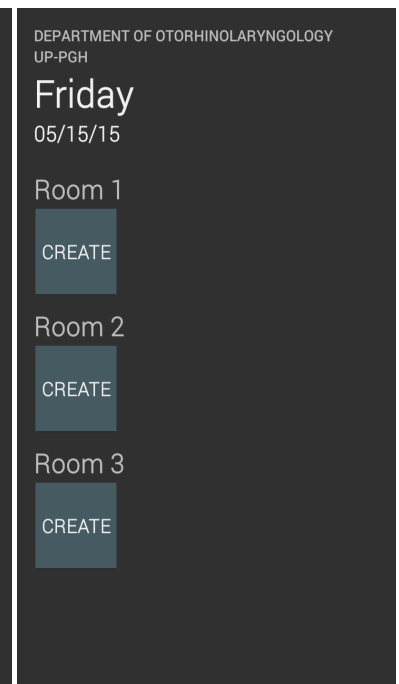 DEPARTMENT OF OTORHINOLARYNGOLOGY
UP-PGH
Friday
05/15/15
Room 1
CREATE
Room 2
CREATE
Room 3
CREATE